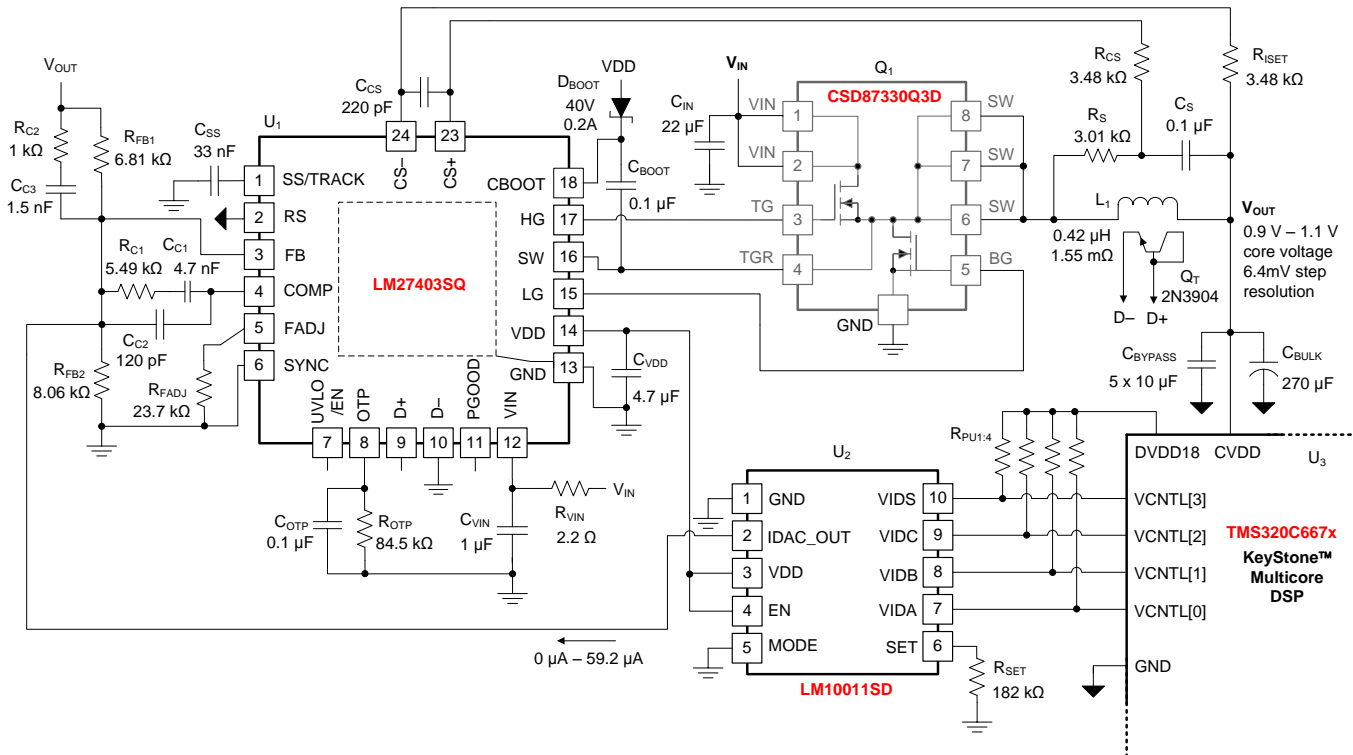 VOUT
RC2
1 kΩ
CC3
1.5 nF
RFB1
6.81 kΩ
CSS
33 nF
RC1
5.49 kΩ
CC1
4.7 nF
CC2
120 pF
RFB2
8.06 kΩ
RFADJ
23.7 kΩ
CCS
220 pF
U1
24
23
CS-
CS+
1 SS/TRACK
2 RS
3 FB
4 COMP
5 FADJ
6 SYNC
LM27403SQ
CBOOT 18
HG 17
SW 16
LG 15
VDD 14
GND 13
UVLO
/EN
OTP
D+
D−
PGOOD
VIN
7
8
9
10
11
12
COTP
0.1 µF
ROTP
84.5 kΩ
CVIN
1 µF
RVIN
2.2 Ω
VIN
VDD
DBOOT
40V
0.2A
CBOOT
0.1 µF
CVDD
4.7 µF
VIN
CIN
22 µF
Q1
CSD87330Q3D
VIN 1
VIN 2
TG 3
TGR 4
8 SW
7 SW
6 SW
5 BG
GND
RCS
3.48 kΩ
RISET
3.48 kΩ
RS
3.01 kΩ
CS
0.1 µF
L1
0.42 µH
1.55 mΩ
QT
2N3904
D−
D+
VOUT
0.9 V – 1.1 V
core voltage
6.4mV step
resolution
CBYPASS
5 x 10 µF
CBULK
270 µF
RPU1:4
U2
1 GND
2 IDAC_OUT
3 VDD
4 EN
5 MODE
VIDS 10
VIDC 9
VIDB 8
VIDA 7
SET 6
LM10011SD
RSET
182 kΩ
0 µA – 59.2 µA
DVDD18
CVDD
U3
VCNTL[3]
VCNTL[2]
VCNTL[1]
VCNTL[0]
GND
TMS320C667x
KeyStone™
Multicore
DSP